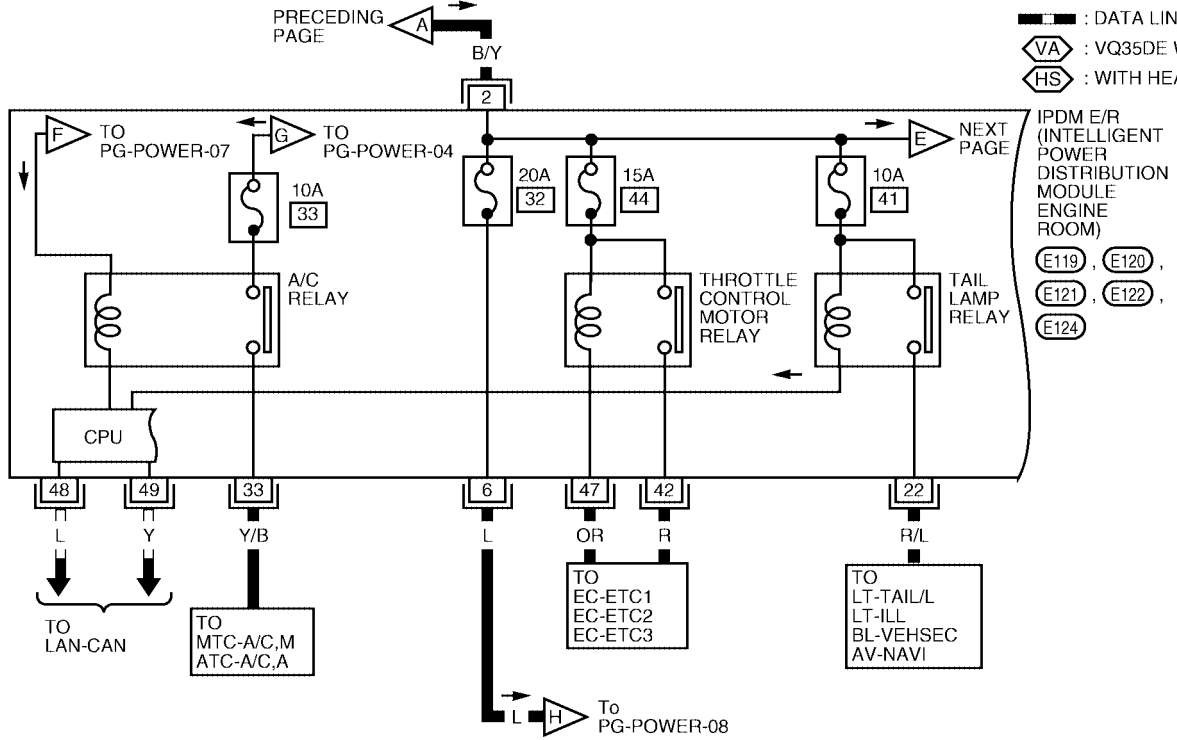 PRECEDING
PAGE
A
B/Y
2
: DATA LIN
VA : VQ35DE
HS : WITH HEA
F
TO
PG-POWER-07
G
TO
PG-POWER-04
E
NEXT
PAGE
IPDM E/R
(INTELLIGENT
POWER
DISTRIBUTION
MODULE
ENGINE
ROOM)
E119 , E120 ,
E121 , E122 ,
E124
10A
33
20A
32
15A
44
10A
41
A/C
RELAY
THROTTLE
CONTROL
MOTOR
RELAY
TAIL
LAMP
RELAY
CPU
48
49
33
6
47
42
22
L
Y
Y/B
L
OR
R
R/L
TO
LAN-CAN
TO
MTC-A/C,M
ATC-A/C,A
TO
EC-ETC1
EC-ETC2
EC-ETC3
TO
LT-TAIL/L
LT-ILL
BL-VEHSEC
AV-NAVI
L
H
To
PG-POWER-08